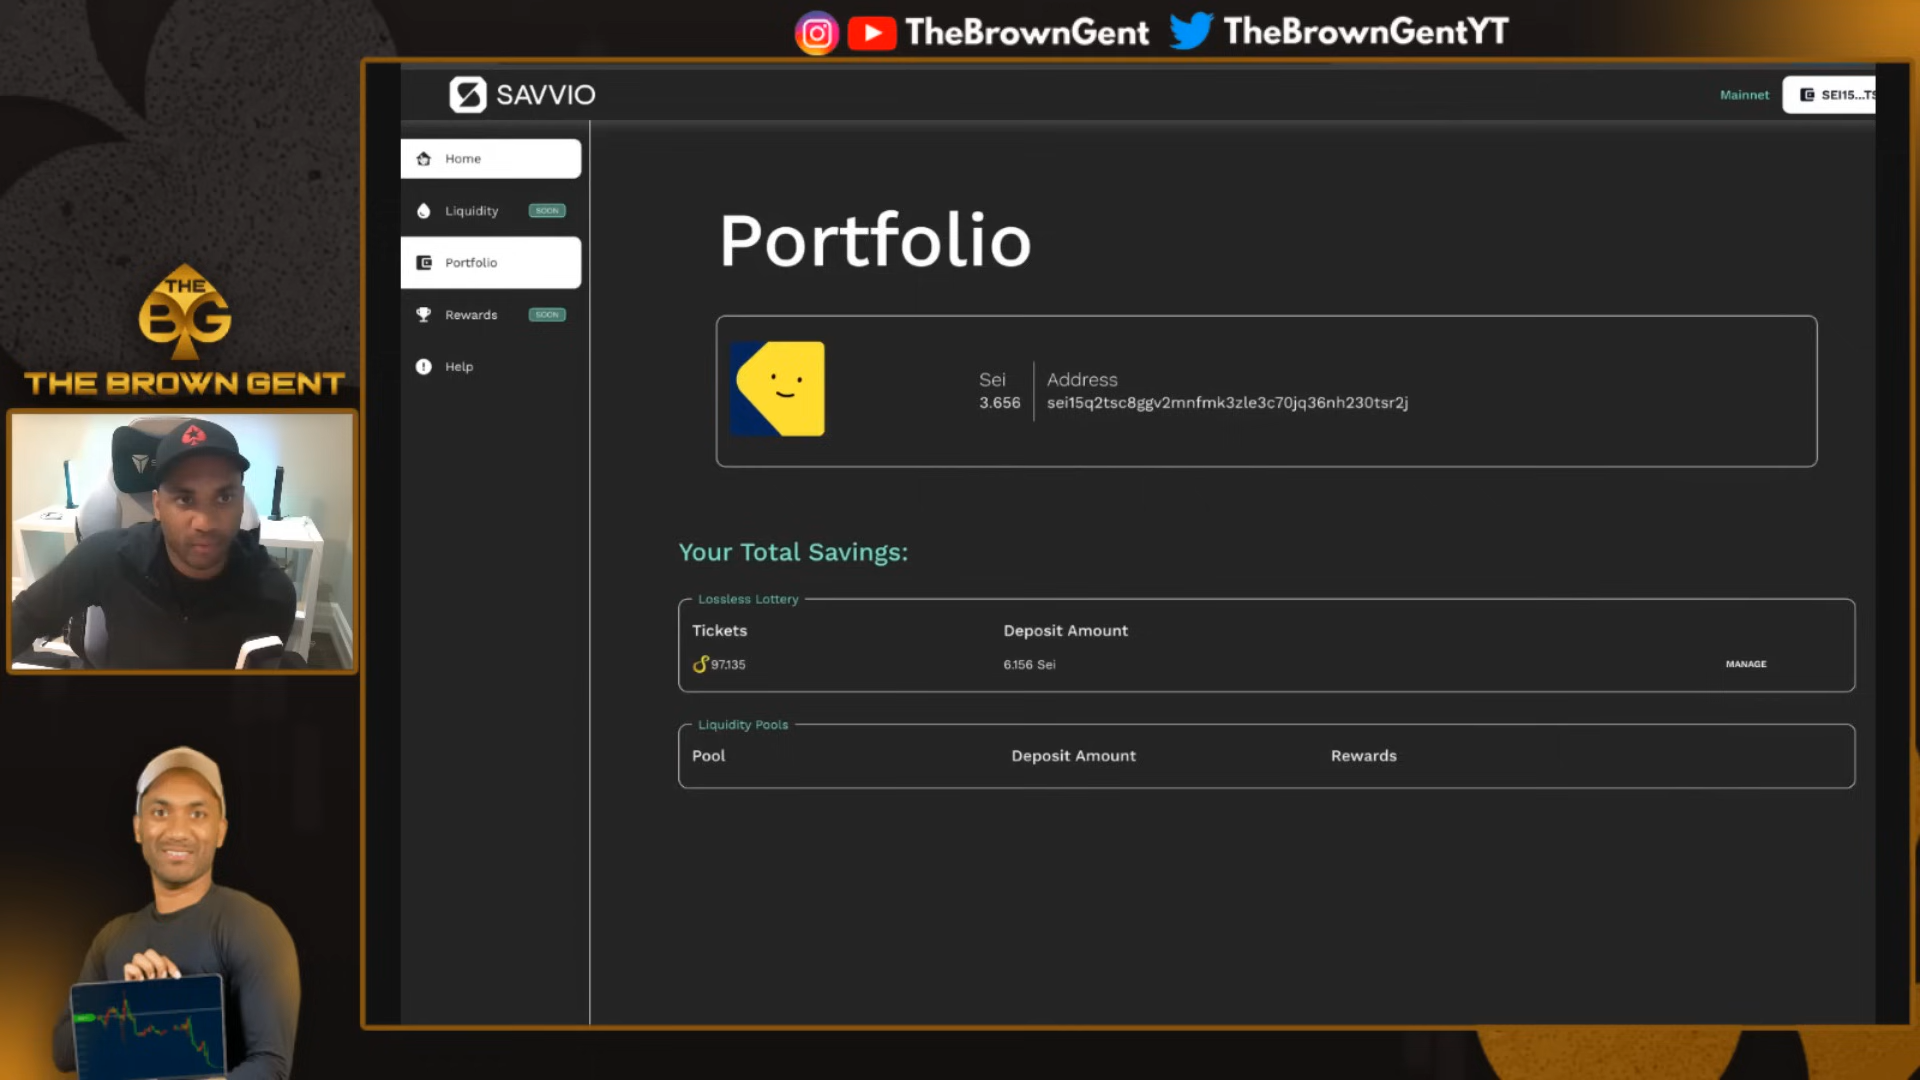 TheBrownGent TheBrownGentYT
SAVVIO
Mainnet
SEI15...TS
Home
Liquidity SOON
Portfolio
Rewards SOON
Help
Portfolio
Sei Address
3.656 sei15q2tsc8ggv2mnfmk3zle3c70jq36nh230tsr2j
Your Total Savings:
Lossless Lottery
Tickets Deposit Amount
97.135 6.156 Sei MANAGE
Liquidity Pools
Pool Deposit Amount Rewards
THE
BG
THE BROWN GENT